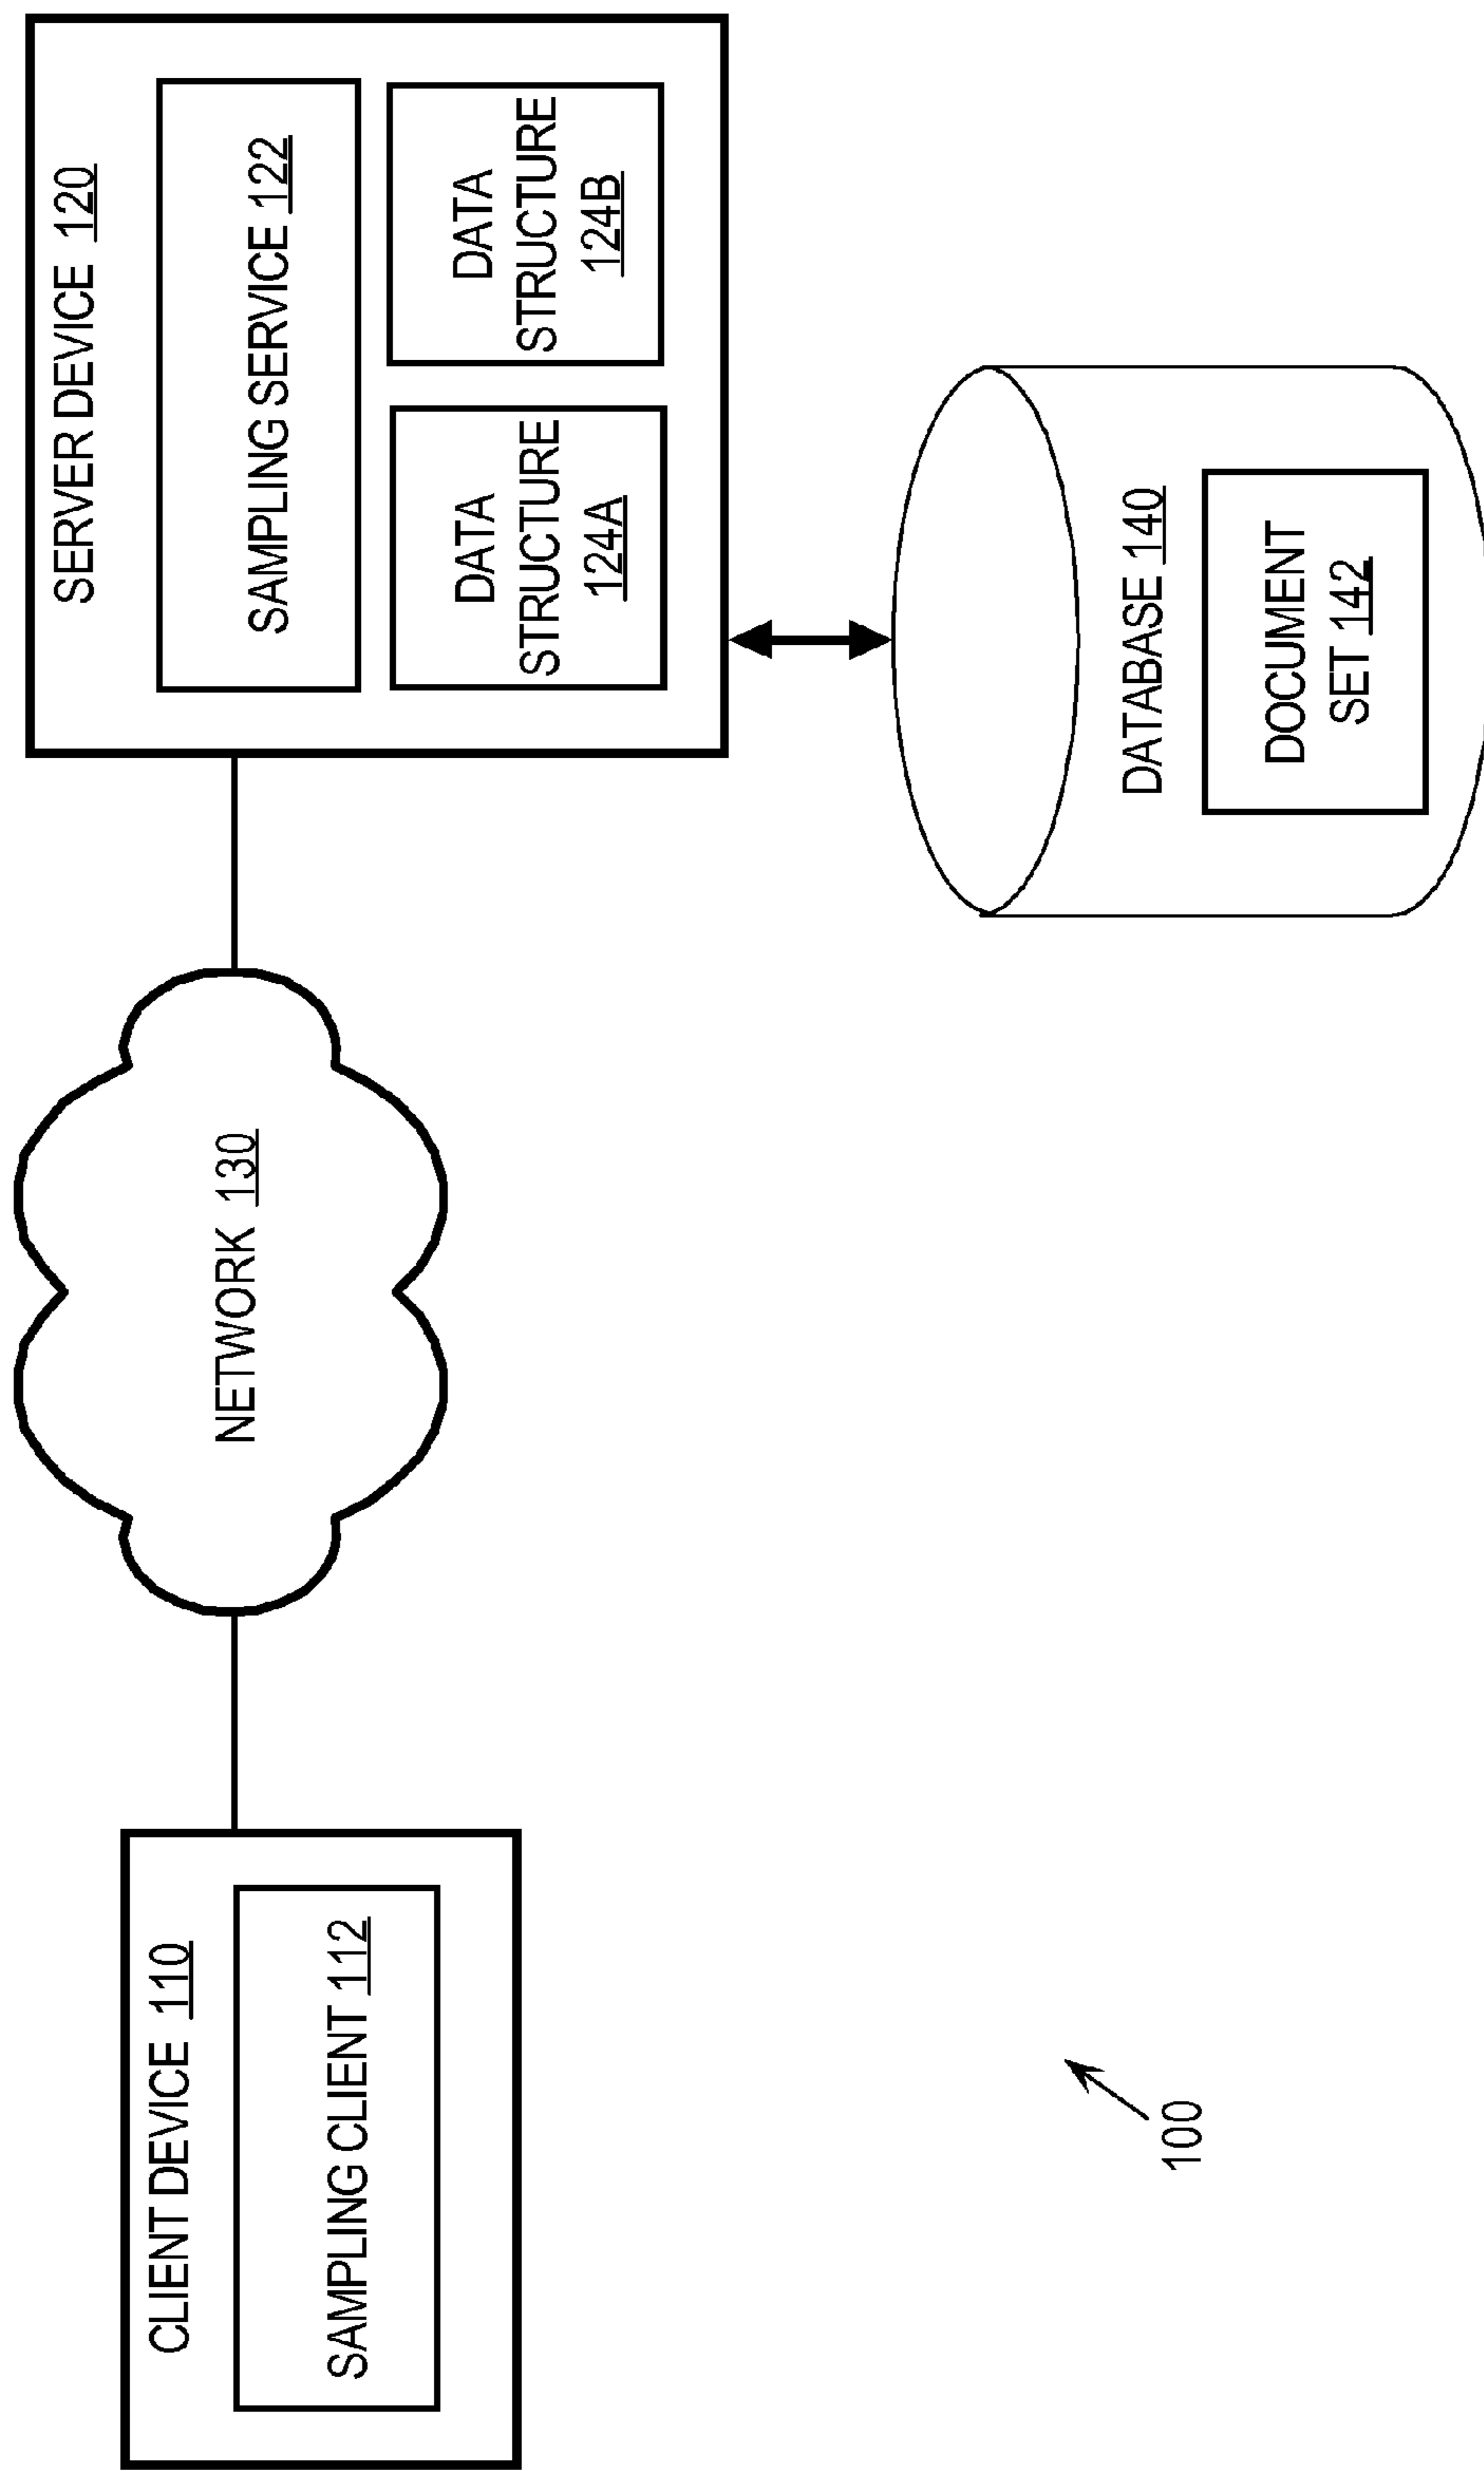 CLIENT DEVICE 110
SAMPLING CLIENT 112
NETWORK 130
SERVER DEVICE 120
SAMPLING SERVICE 122
DATA
STRUCTURE
124A
DATA
STRUCTURE
124B
DATABASE 140
DOCUMENT
SET 142
100